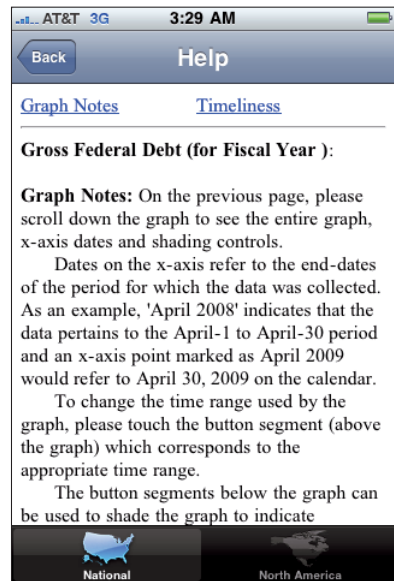 AT&T 3G 3:29 AM
Back Help
Graph Notes Timeliness
Gross Federal Debt (for Fiscal Year ):
Graph Notes: On the previous page, please
scroll down the graph to see the entire graph,
x-axis dates and shading controls.
Dates on the x-axis refer to the end-dates
of the period for which the data was collected.
As an example, 'April 2008' indicates that the
data pertains to the April-1 to April-30 period
and an x-axis point marked as April 2009
would refer to April 30, 2009 on the calendar.
To change the time range used by the
graph, please touch the button segment (above
the graph) which corresponds to the
appropriate time range.
The button segments below the graph can
be used to shade the graph to indicate
National North America